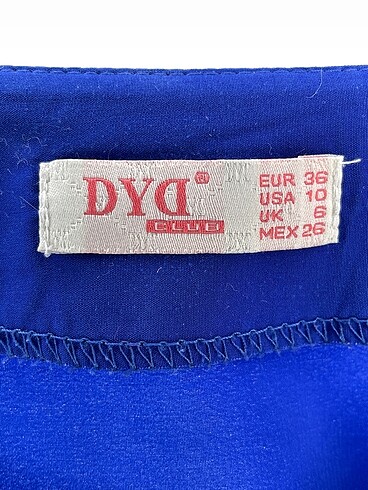 DYD®
CLUB
EUR 36
USA 10
UK 6
MEX 26